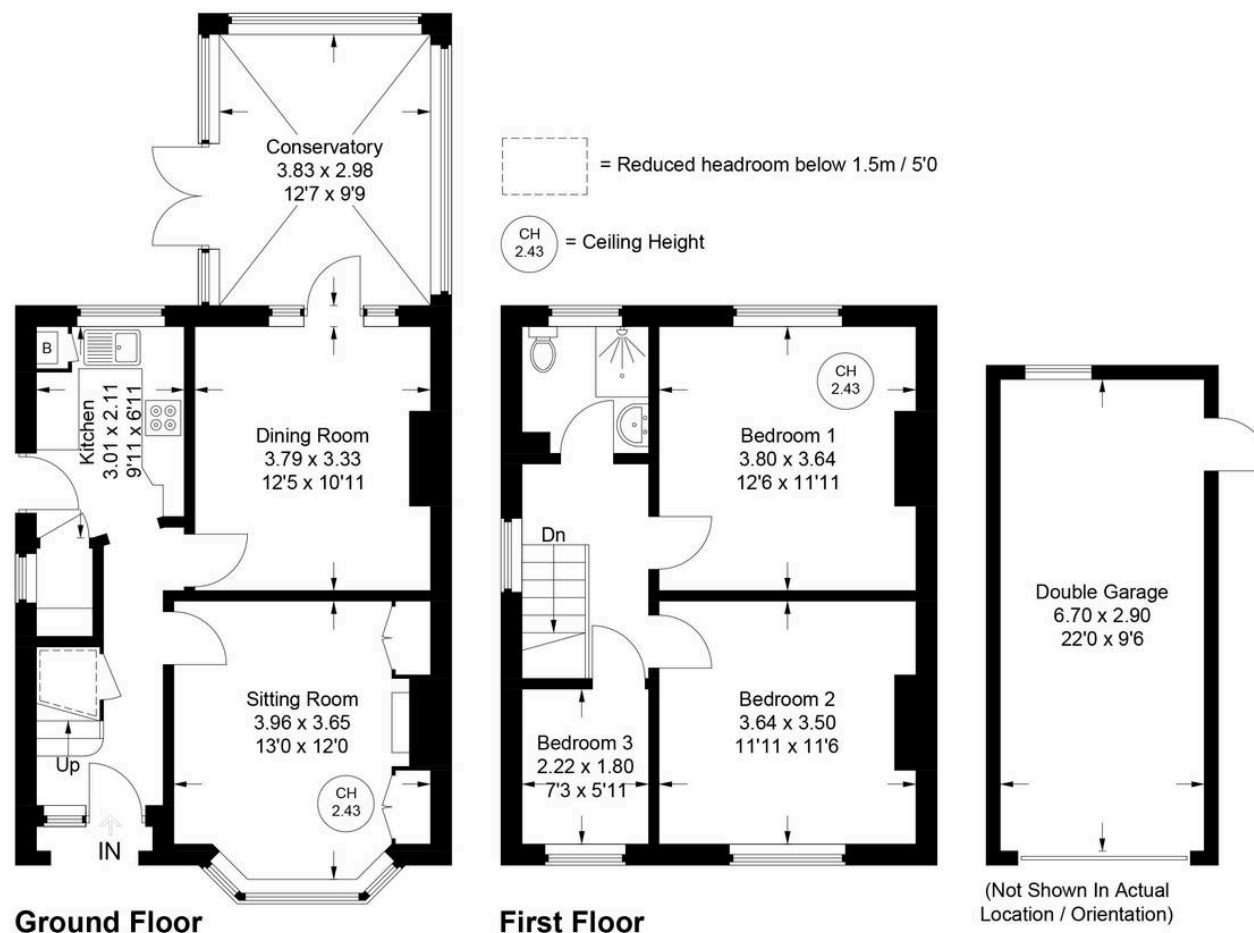 Conservatory
3.83 x 2.98
12'7 x 9'9
= Reduced headroom below 1.5m / 5'0
CH
2.43
= Ceiling Height
B
Kitchen
3.01 x 2.11
9'11 x 6'11
Dining Room
3.79 x 3.33
12'5 x 10'11
Sitting Room
3.96 x 3.65
13'0 x 12'0
CH
2.43
Up
IN
Ground Floor
CH
2.43
Bedroom 1
3.80 x 3.64
12'6 x 11'11
Dn
Bedroom 2
3.64 x 3.50
11'11 x 11'6
Bedroom 3
2.22 x 1.80
7'3 x 5'11
First Floor
Double Garage
6.70 x 2.90
22'0 x 9'6
(Not Shown In Actual
Location / Orientation)